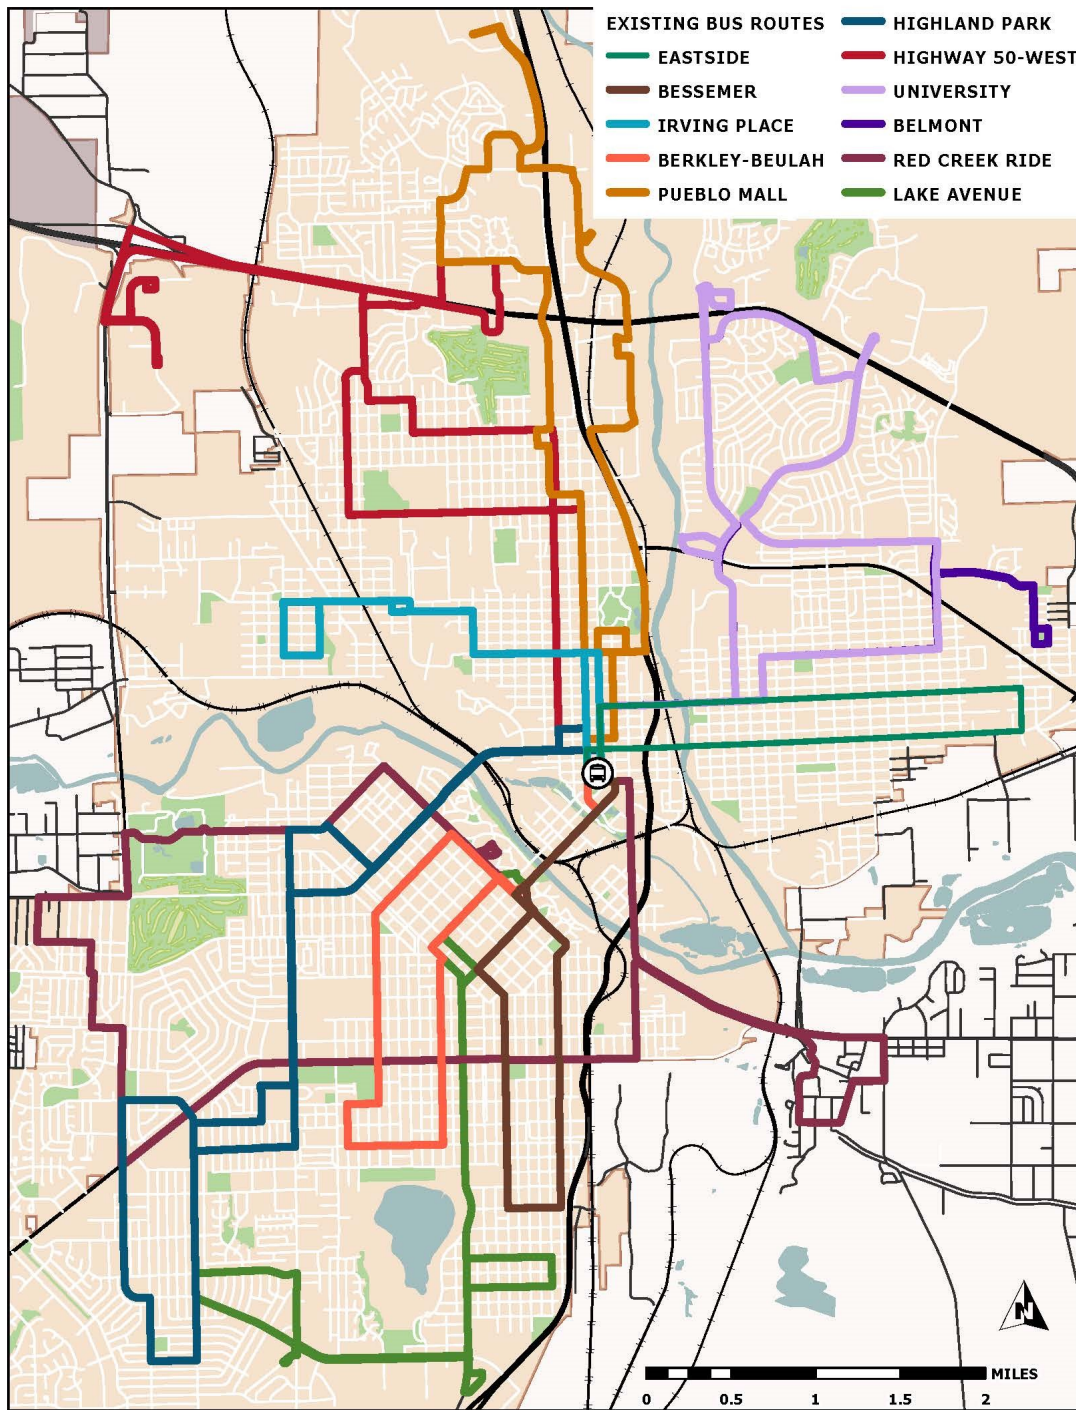 EXISTING BUS ROUTES
EASTSIDE
BESSEMER
IRVING PLACE
BERKLEY-BEULAH
PUEBLO MALL
HIGHLAND PARK
HIGHWAY 50-WEST
UNIVERSITY
BELMONT
RED CREEK RIDE
LAKE AVENUE
N
MILES
0 0.5 1 1.5 2